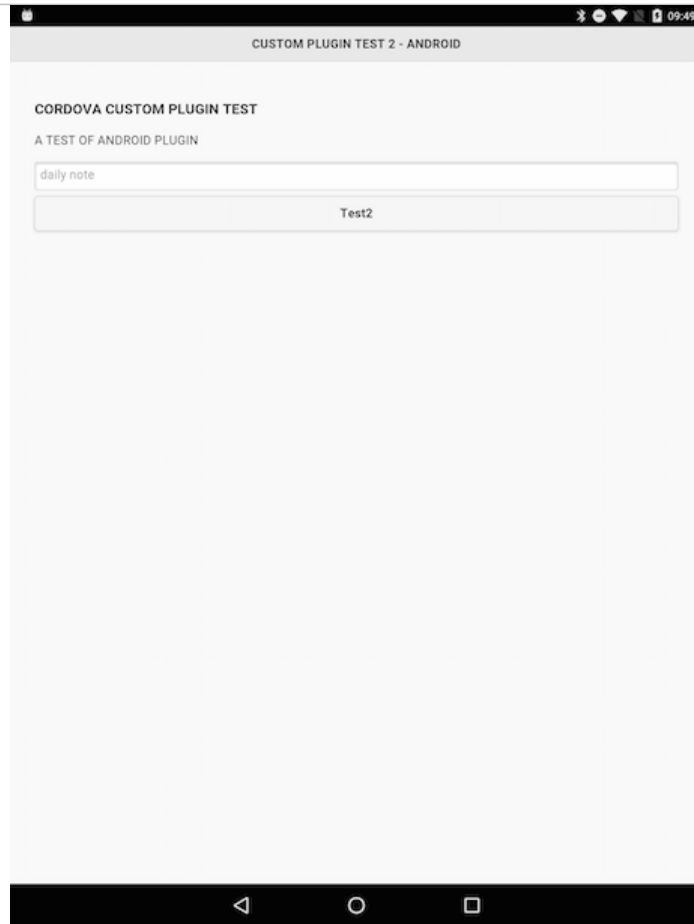 09:49
CUSTOM PLUGIN TEST 2 - ANDROID
CORDOVA CUSTOM PLUGIN TEST
A TEST OF ANDROID PLUGIN
daily note
Test2